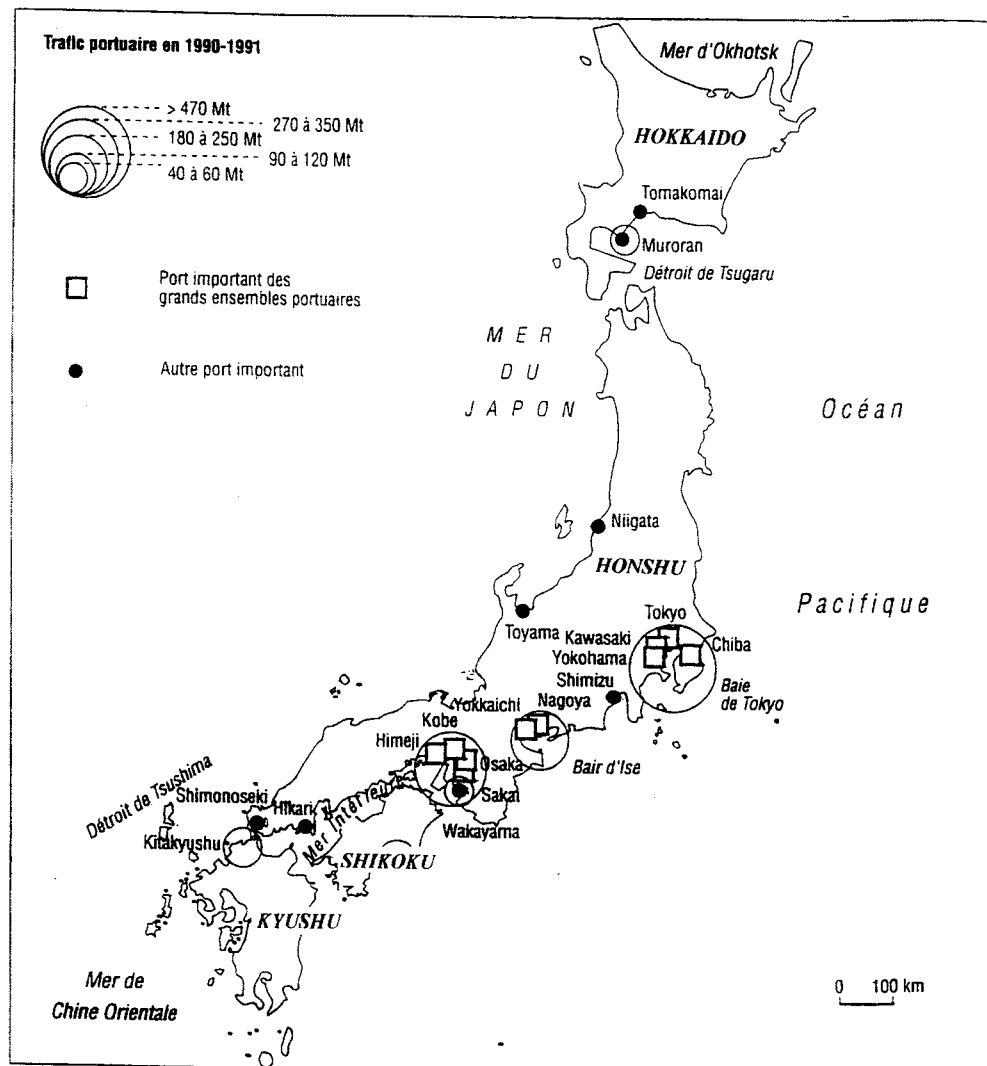 Trafic portuaire en 1990-1991
> 470 Mt
270 à 350 Mt
180 à 250 Mt
90 à 120 Mt
40 à 60 Mt
Port important des
grands ensembles portuaires
Autre port important
Mer d'Okhotsk
HOKKAIDO
Tomakomai
Muroran
Détroit de Tsugaru
MER
DU
JAPON
Océan
Pacifique
Niigata
HONSHU
Toyama
Tokyo
Kawasaki
Chiba
Yokohama
Shimizu
Baie
de Tokyo
Yokkaichi
Nagoya
Kobe
Himeji
Osaka
Bair d'Ise
Sakai
Wakayama
Détroit de Tsushima
Shimonoseki
Hikari
Mer Intérieure
Kitakyushu
SHIKOKU
KYUSHU
Mer de
Chine Orientale
0 100 km